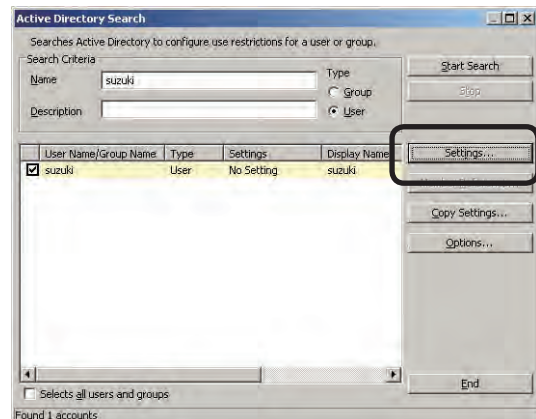 Active Directory Search
Searches Active Directory to configure use restrictions for a user or group.
Search Criteria
Name suzuki
Type
Group
User
Description
Start Search
Stop
User Name/Group Name Type Settings Display Name
suzuki User No Setting suzuki
Settings...
Copy Settings...
Options...
End
Selects all users and groups
Found 1 accounts